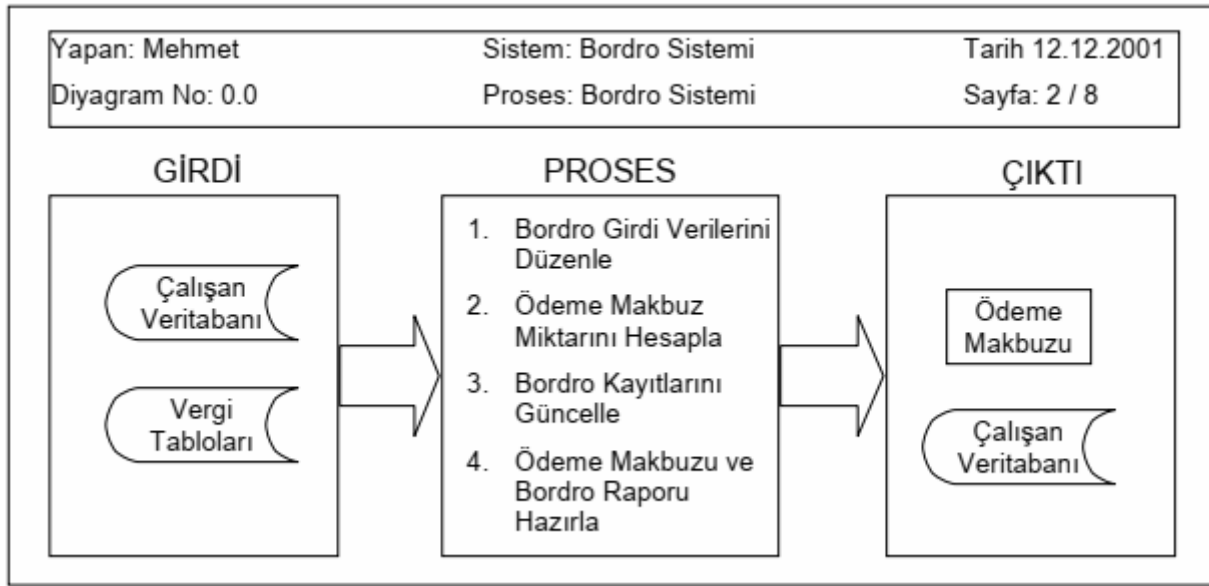 Yapan: Mehmet Sistem: Bordro Sistemi Tarih 12.12.2001
Diyagram No: 0.0 Proses: Bordro Sistemi Sayfa: 2 / 8
GİRDİ
Çalışan
Veritabanı
Vergi
Tabloları
PROSES
1. Bordro Girdi Verilerini
Düzenle
2. Ödeme Makbuz
Miktarını Hesapla
3. Bordro Kayıtlarını
Güncelle
4. Ödeme Makbuzu ve
Bordro Raporu
Hazırla
ÇIKTI
Ödeme
Makbuzu
Çalışan
Veritabanı